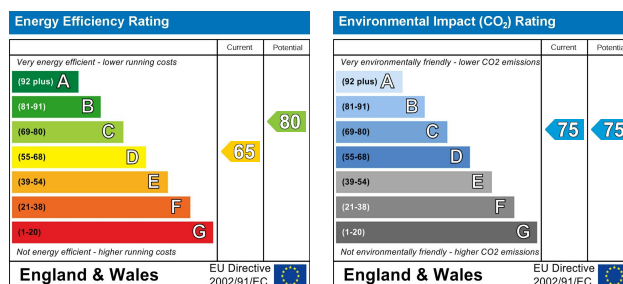 Energy Efficiency Rating
Current Potential
Very energy efficient - lower running costs
(92 plus) A
(81-91) B
(69-80) C
(55-68) D
(39-54) E
(21-38) F
(1-20) G
65
80
Not energy efficient - higher running costs
England & Wales
EU Directive
2002/91/EC
Environmental Impact (CO₂) Rating
Current Potential
Very environmentally friendly - lower CO2 emissions
(92 plus) A
(81-91) B
(69-80) C
(55-68) D
(39-54) E
(21-38) F
(1-20) G
75
75
Not environmentally friendly - higher CO2 emissions
England & Wales
EU Directive
2002/91/EC